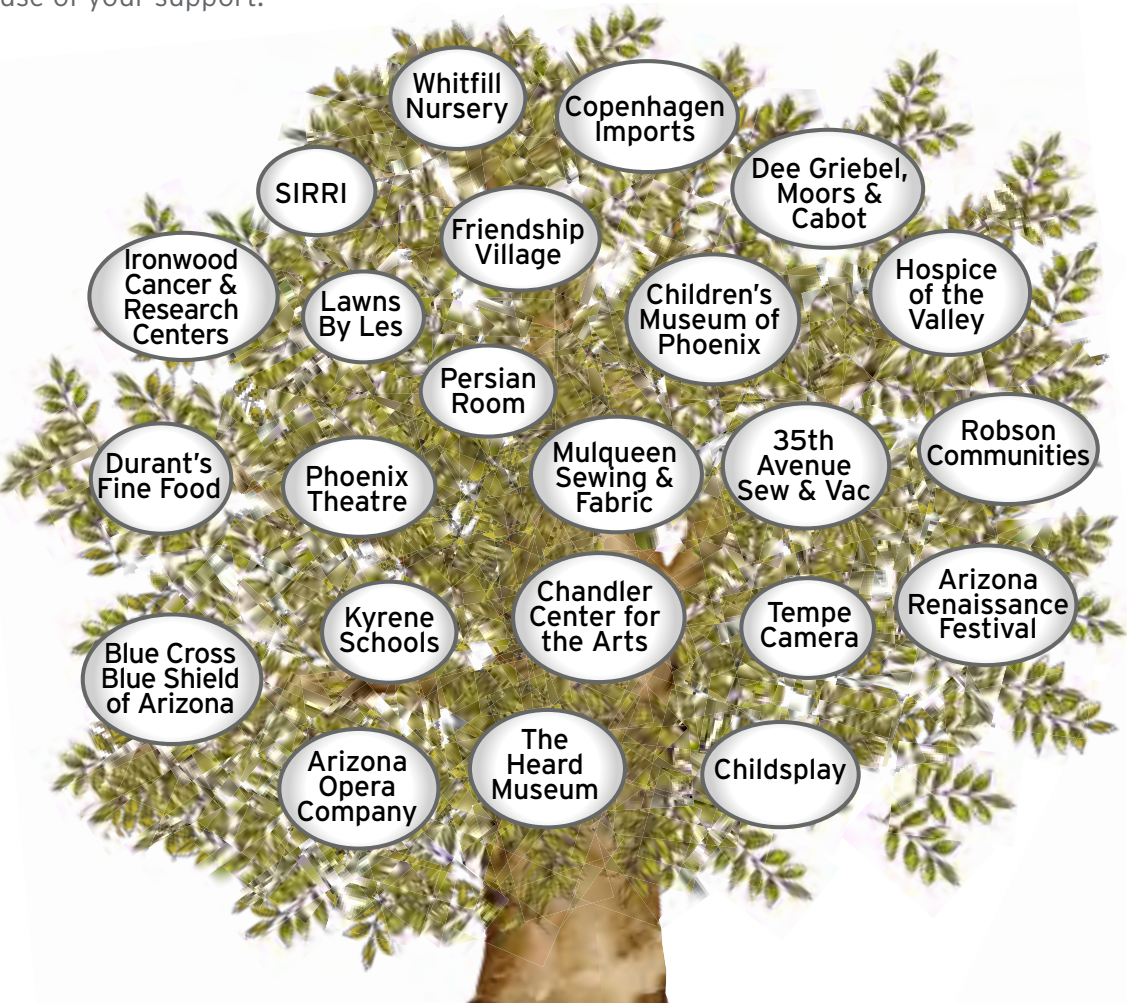 use of your support.
Whitfill
Nursery
Copenhagen
Imports
Dee Griebel,
Moors &
Cabot
SIRRI
Friendship
Village
Ironwood
Cancer &
Research
Centers
Lawns
By Les
Children's
Museum of
Phoenix
Hospice
of the
Valley
Persian
Room
Durant's
Fine Food
Phoenix
Theatre
Mulqueen
Sewing &
Fabric
35th
Avenue
Sew & Vac
Robson
Communities
Kyrene
Schools
Chandler
Center for
the Arts
Tempe
Camera
Arizona
Renaissance
Festival
Blue Cross
Blue Shield
of Arizona
Arizona
Opera
Company
The
Heard
Museum
Childsplay